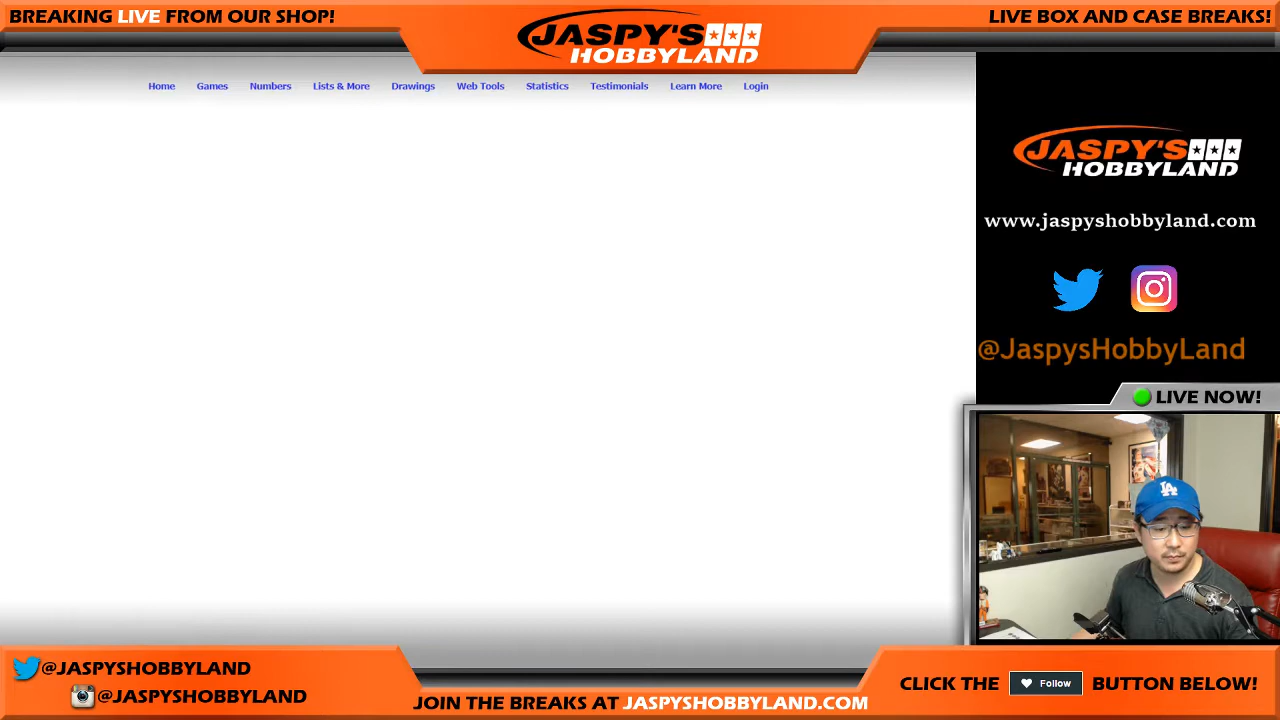 BREAKING LIVE FROM OUR SHOP!
JASPY'S
HOBBYLAND
LIVE BOX AND CASE BREAKS!
Home Games Numbers Lists & More Drawings Web Tools Statistics Testimonials Learn More Login
JASPY'S
HOBBYLAND
www.jaspyshobbyland.com
@JaspysHobbyLand
LIVE NOW!
LA
@JASPYSHOBBYLAND
@JASPYSHOBBYLAND
JOIN THE BREAKS AT JASPYSHOBBYLAND.COM
CLICK THE Follow BUTTON BELOW!